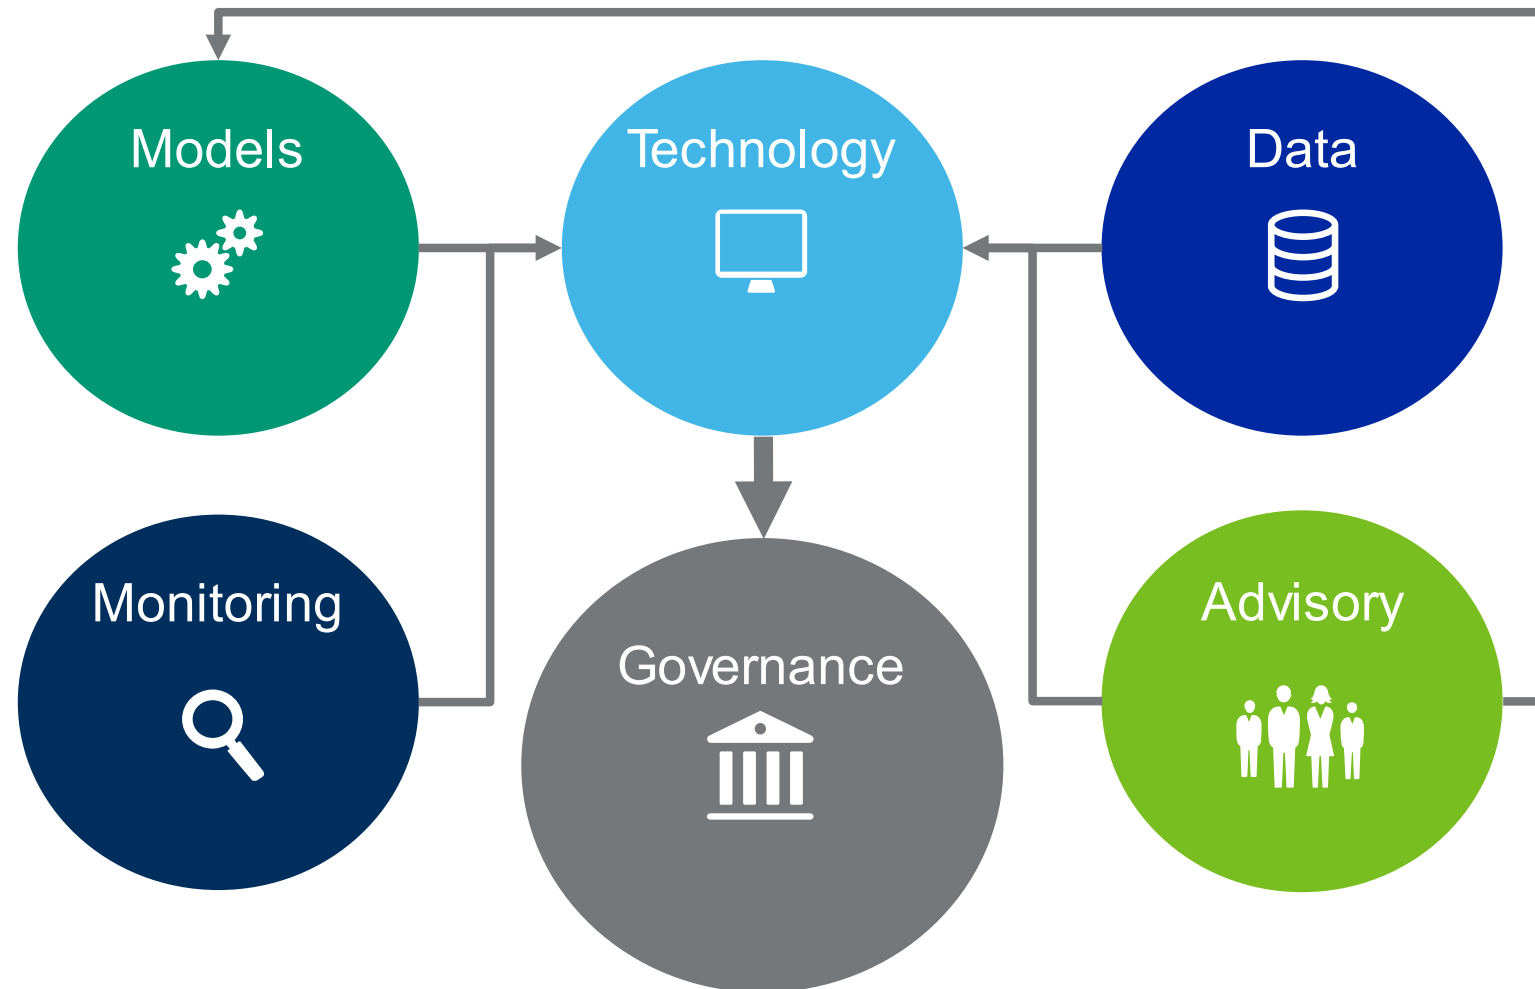 Models
Technology
Data
Monitoring
Governance
Advisory